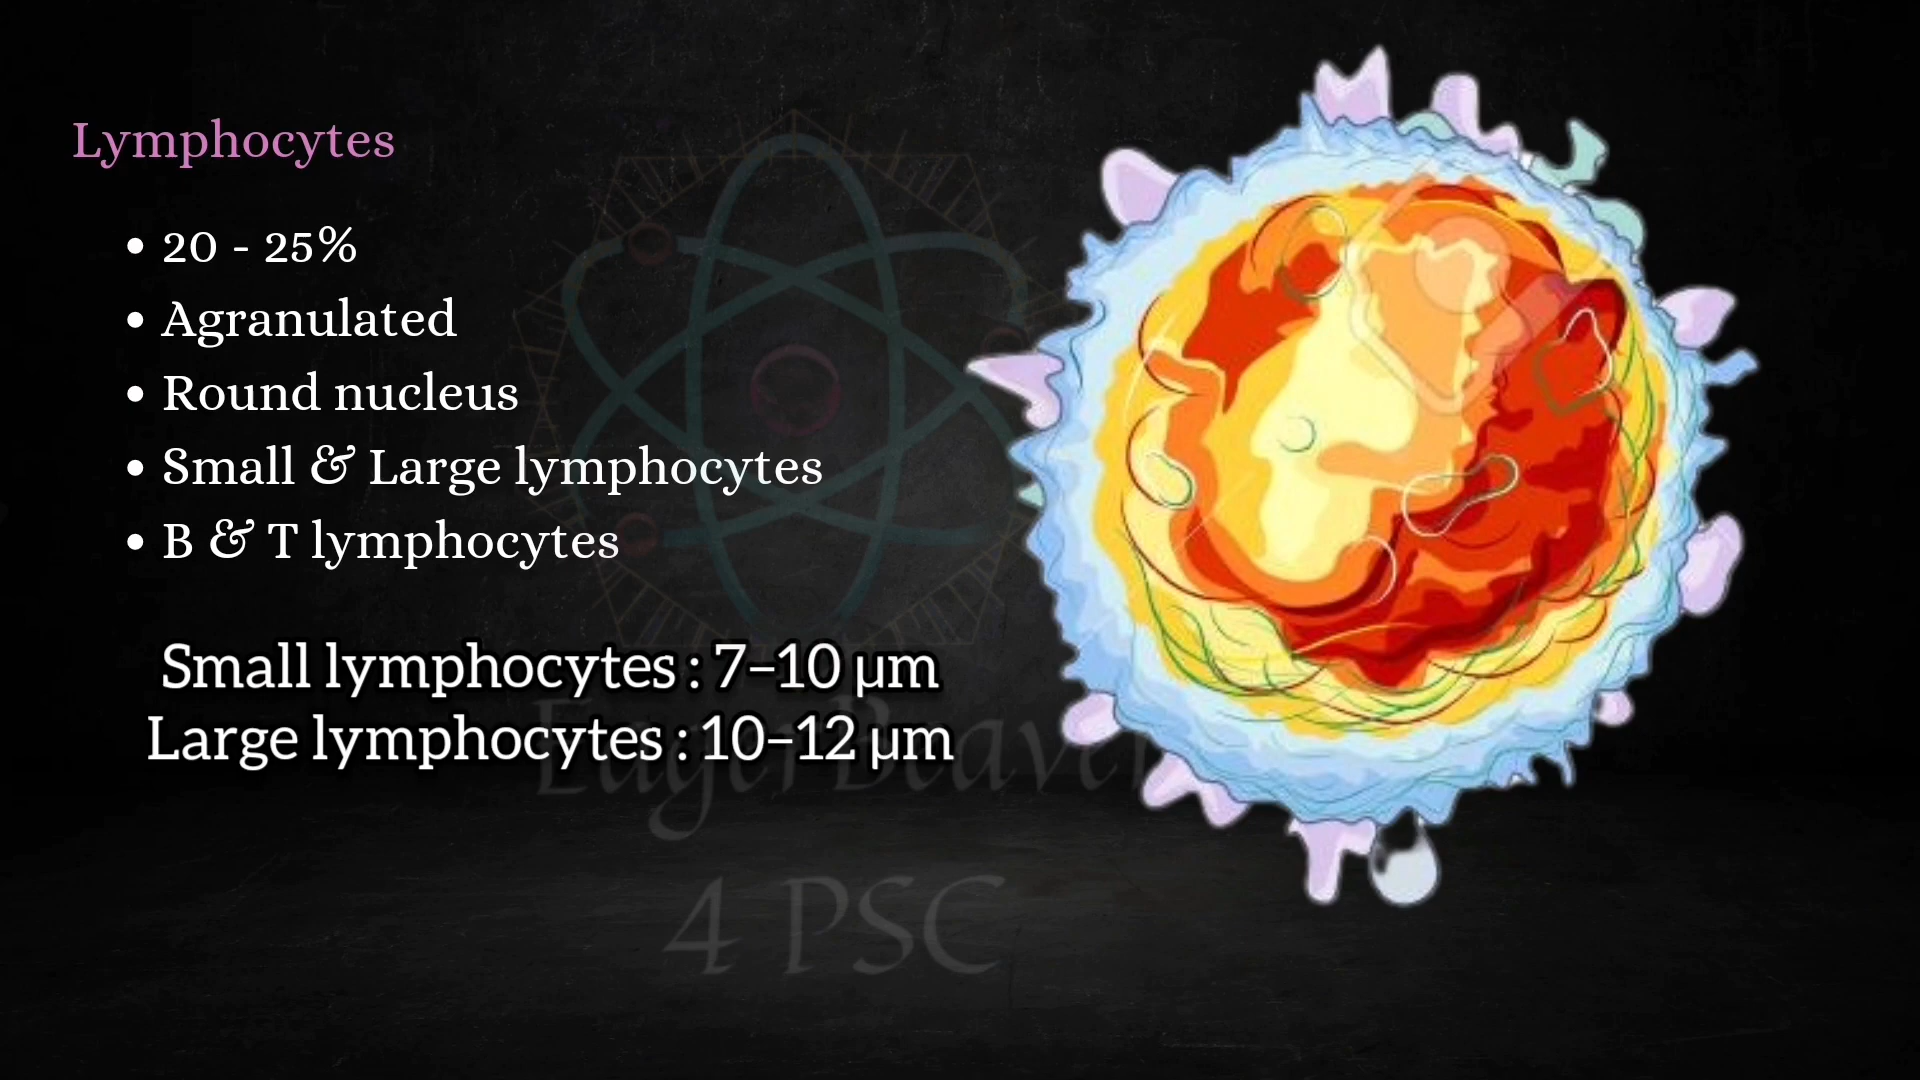 Lymphocytes
• 20 - 25%
• Agranulated
• Round nucleus
• Small & Large lymphocytes
• B & T lymphocytes
Small lymphocytes : 7–10 µm
Large lymphocytes : 10–12 µm
EagerBeaver
4 PSC